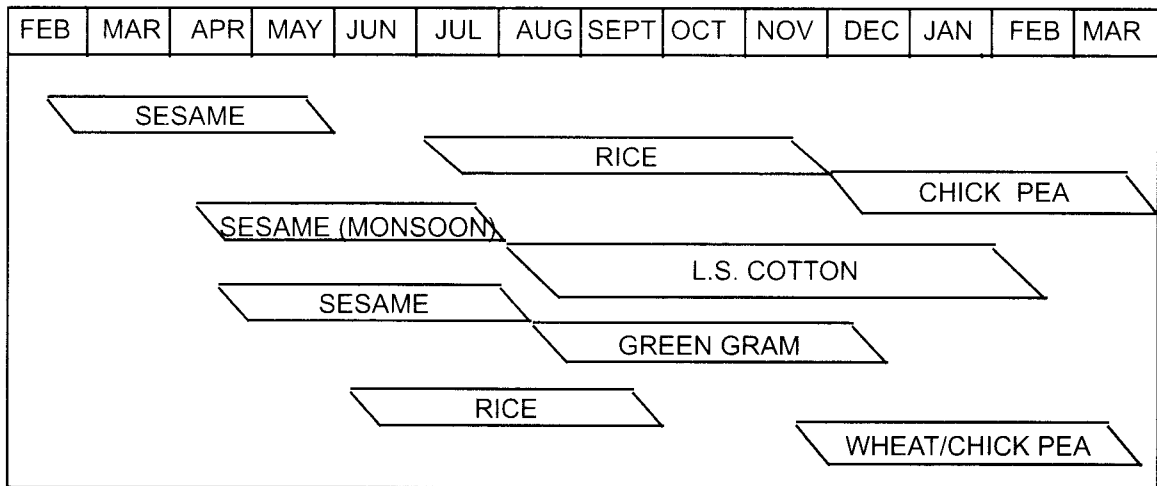 FEB MAR APR MAY JUN JUL AUG SEPT OCT NOV DEC JAN FEB MAR
SESAME
RICE
CHICK PEA
SESAME (MONSOON)
L.S. COTTON
SESAME
GREEN GRAM
RICE
WHEAT/CHICK PEA